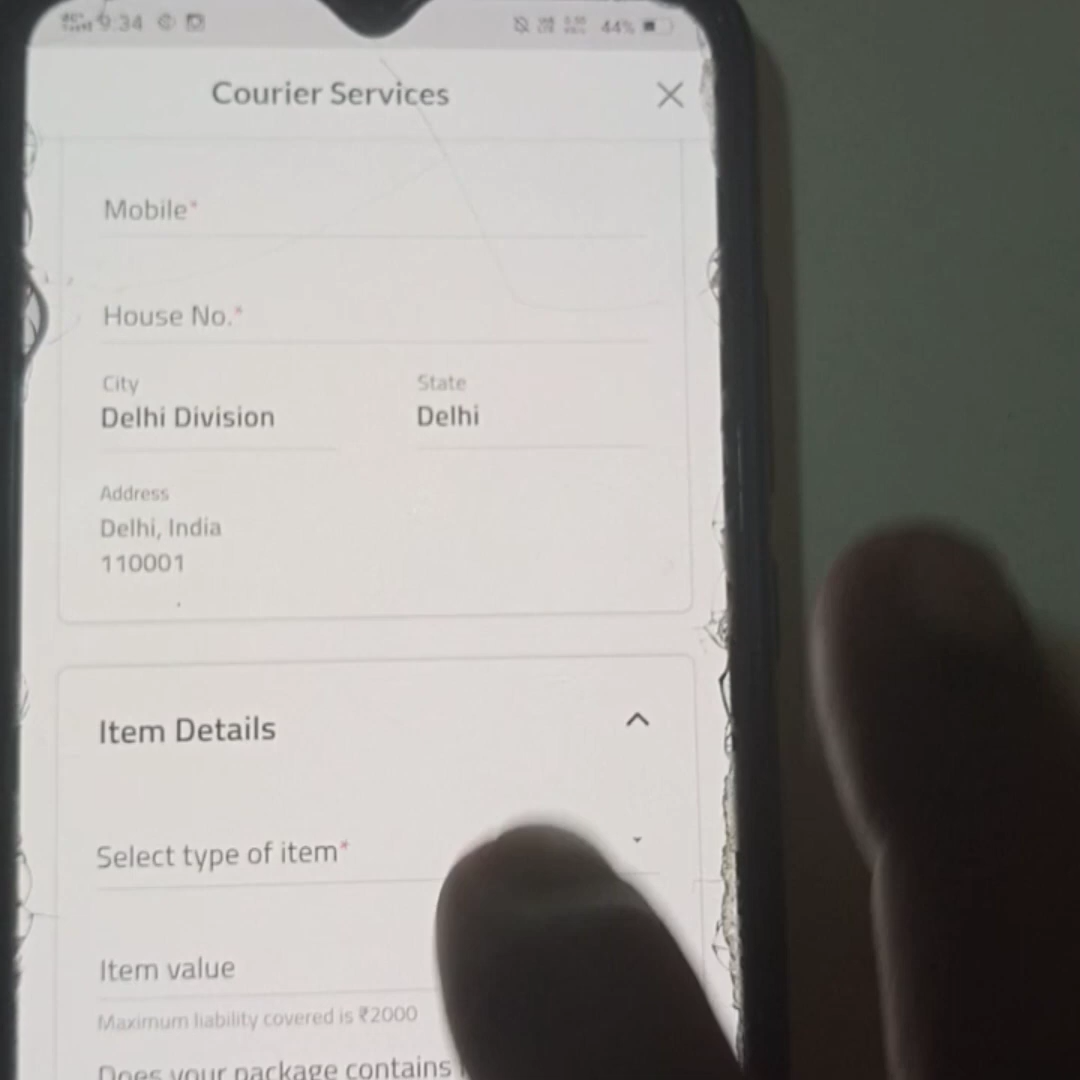 9:34 44%
Courier Services
Mobile*
House No.*
City State
Delhi Division Delhi
Address
Delhi, India
110001
Item Details
Select type of item*
Item value
Maximum liability covered is ₹2000
Does your package contains